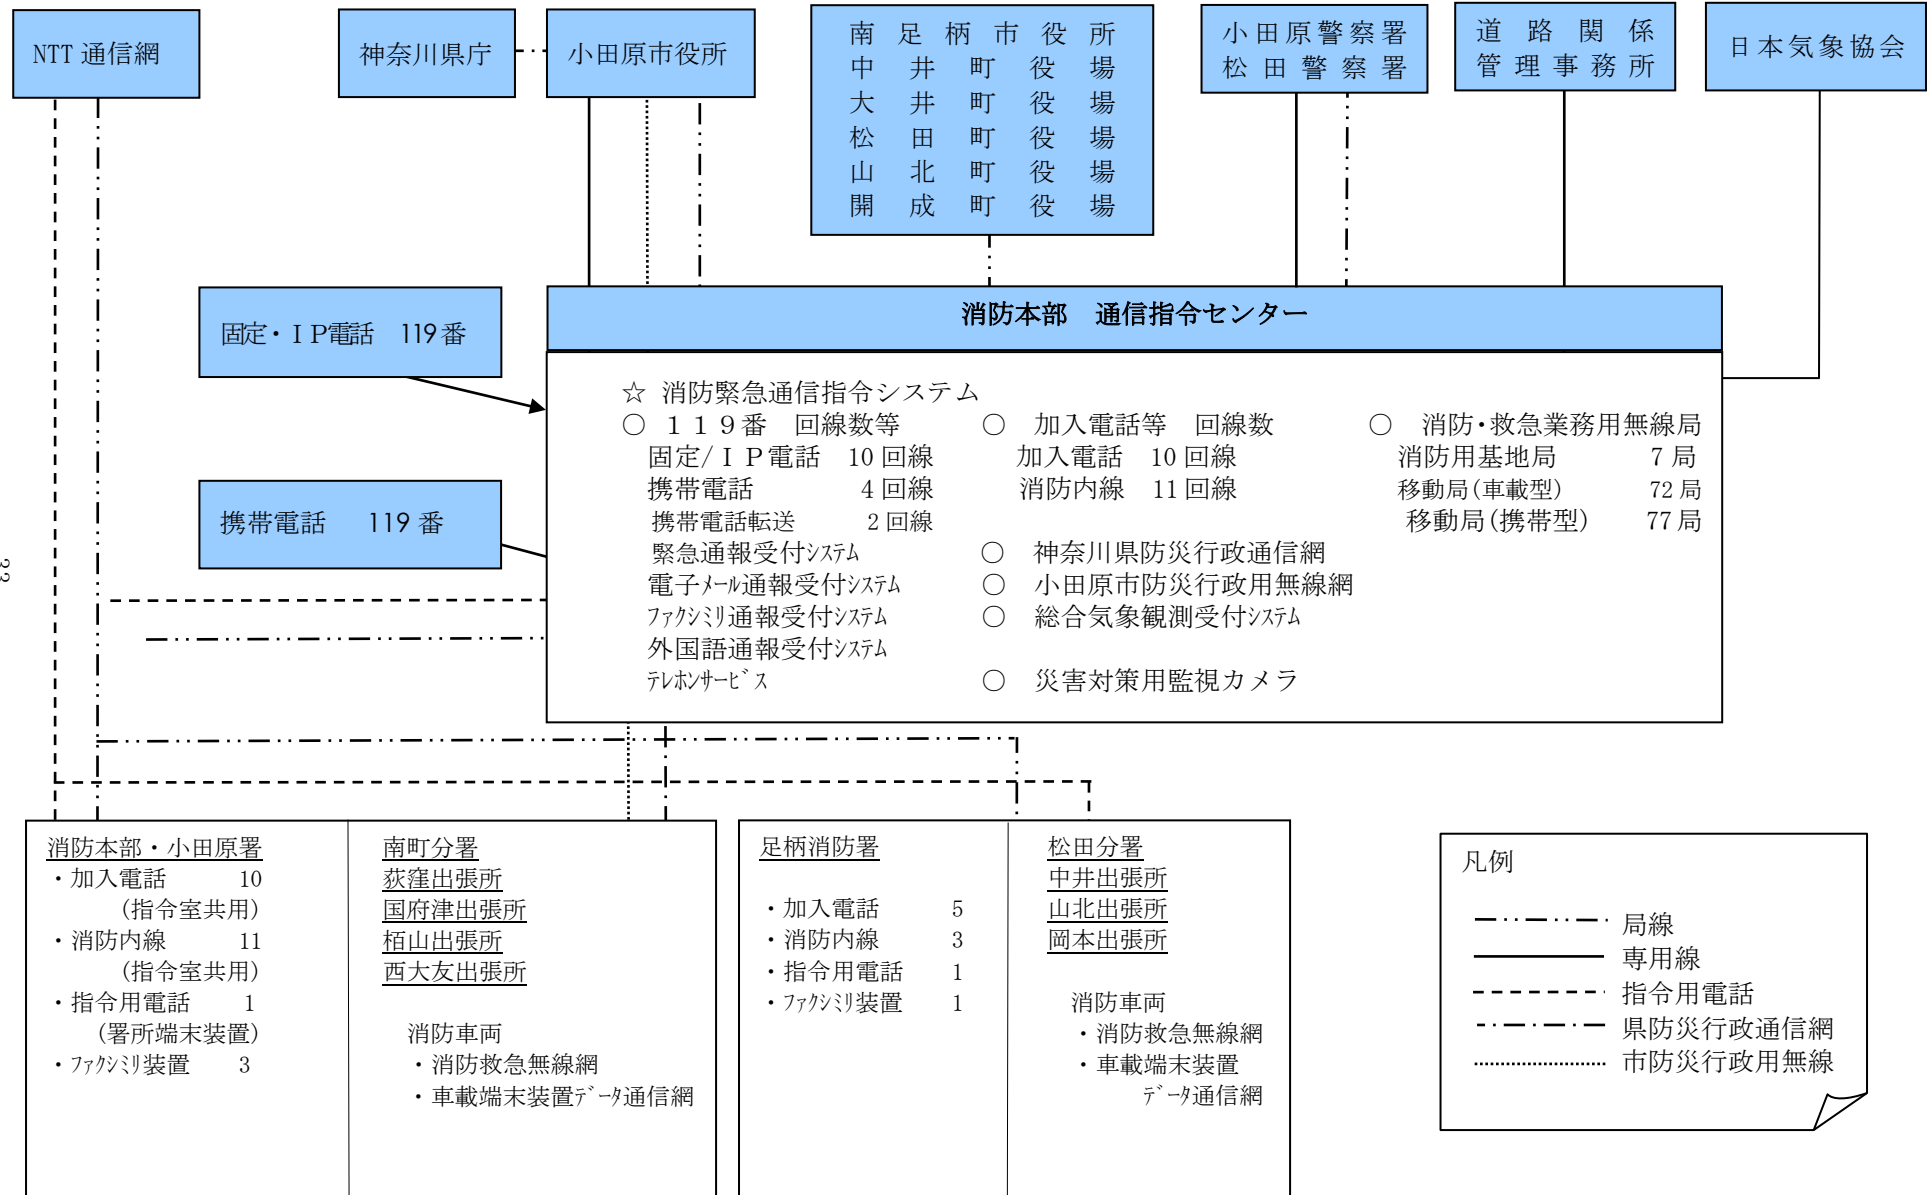 NTT 通信網
神奈川県庁
小田原市役所
南足柄市役所
中井町役場
大井町役場
松田町役場
山北町役場
開成町役場
小田原警察署
松田警察署
道路関係
管理事務所
日本気象協会
固定・ＩＰ電話　119番
携帯電話　119番
消防本部　通信指令センター
☆ 消防緊急通信指令システム
○ １１９番　回線数等
固定/ＩＰ電話　10回線
携帯電話　4回線
携帯電話転送　2回線
緊急通報受付ｼｽﾃﾑ
電子ﾒｰﾙ通報受付ｼｽﾃﾑ
ﾌｧｸｼﾐﾘ通報受付ｼｽﾃﾑ
外国語通報受付ｼｽﾃﾑ
ﾃﾚﾎﾝｻｰﾋﾞｽ
○　加入電話等　回線数
加入電話　10回線
消防内線　11回線
○　神奈川県防災行政通信網
○　小田原市防災行政用無線網
○　総合気象観測受付ｼｽﾃﾑ
○　災害対策用監視カメラ
○　消防・救急業務用無線局
消防用基地局　7局
移動局(車載型)　72局
移動局(携帯型)　77局
33
消防本部・小田原署
・加入電話　10
(指令室共用)
・消防内線　11
(指令室共用)
・指令用電話　1
(署所端末装置)
・ﾌｧｸｼﾐﾘ装置　3
南町分署
荻窪出張所
国府津出張所
栢山出張所
西大友出張所
消防車両
・消防救急無線網
・車載端末装置ﾃﾞｰﾀ通信網
足柄消防署
・加入電話　5
・消防内線　3
・指令用電話　1
・ﾌｧｸｼﾐﾘ装置　1
松田分署
中井出張所
山北出張所
岡本出張所
消防車両
・消防救急無線網
・車載端末装置
ﾃﾞｰﾀ通信網
凡例
局線
専用線
指令用電話
県防災行政通信網
市防災行政用無線